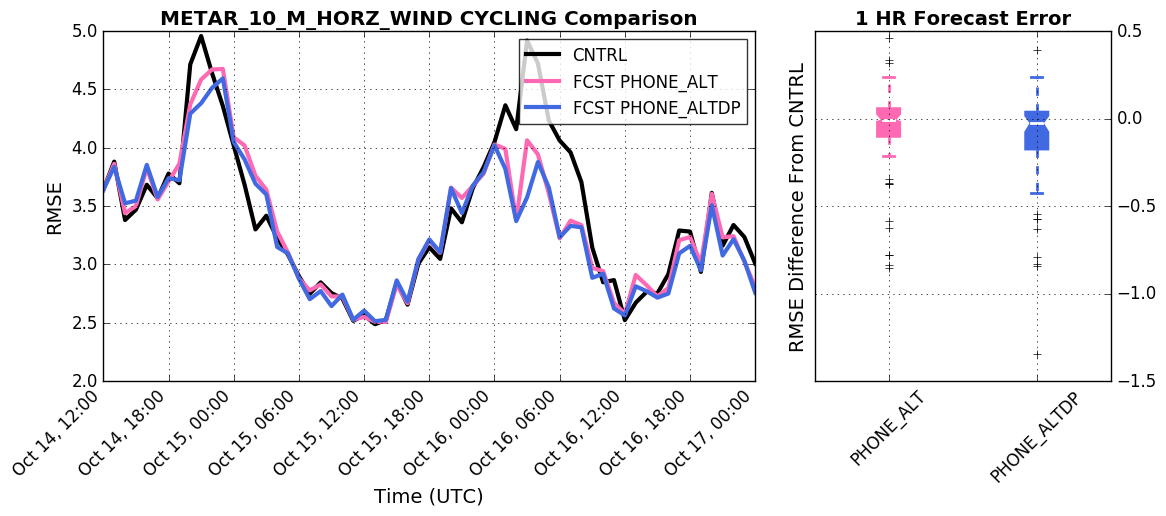 METAR_10_M_HORZ_WIND CYCLING Comparison
5.0
4.5
4.0
3.5
3.0
2.5
2.0
RMSE
CNTRL
FCST PHONE_ALT
FCST PHONE_ALTDP
Oct 14, 12:00
Oct 14, 18:00
Oct 15, 00:00
Oct 15, 06:00
Oct 15, 12:00
Oct 15, 18:00
Oct 16, 00:00
Oct 16, 06:00
Oct 16, 12:00
Oct 16, 18:00
Oct 17, 00:00
Time (UTC)
1 HR Forecast Error
RMSE Difference From CNTRL
0.5
0.0
−0.5
−1.0
−1.5
PHONE_ALT
PHONE_ALTDP